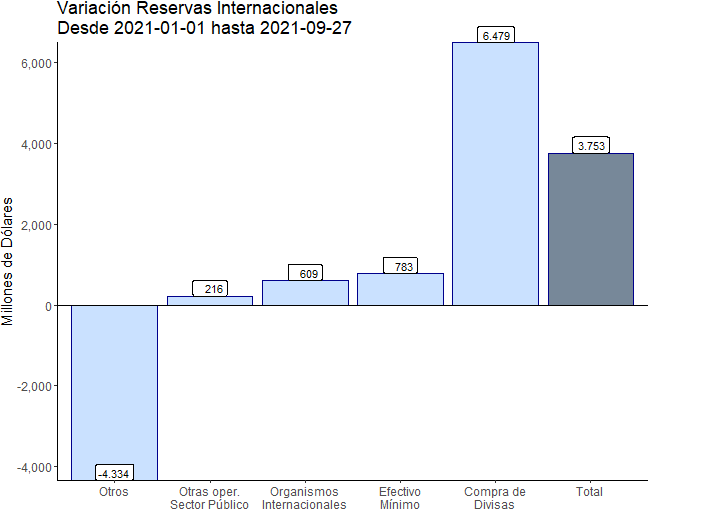 Variación Reservas Internacionales
Desde 2021-01-01 hasta 2021-09-27
Millones de Dólares
6,000
4,000
2,000
0
-2,000
-4,000
-4.334
216
609
783
6.479
3.753
Otros
Otras oper.
Sector Público
Organismos
Internacionales
Efectivo
Mínimo
Compra de
Divisas
Total